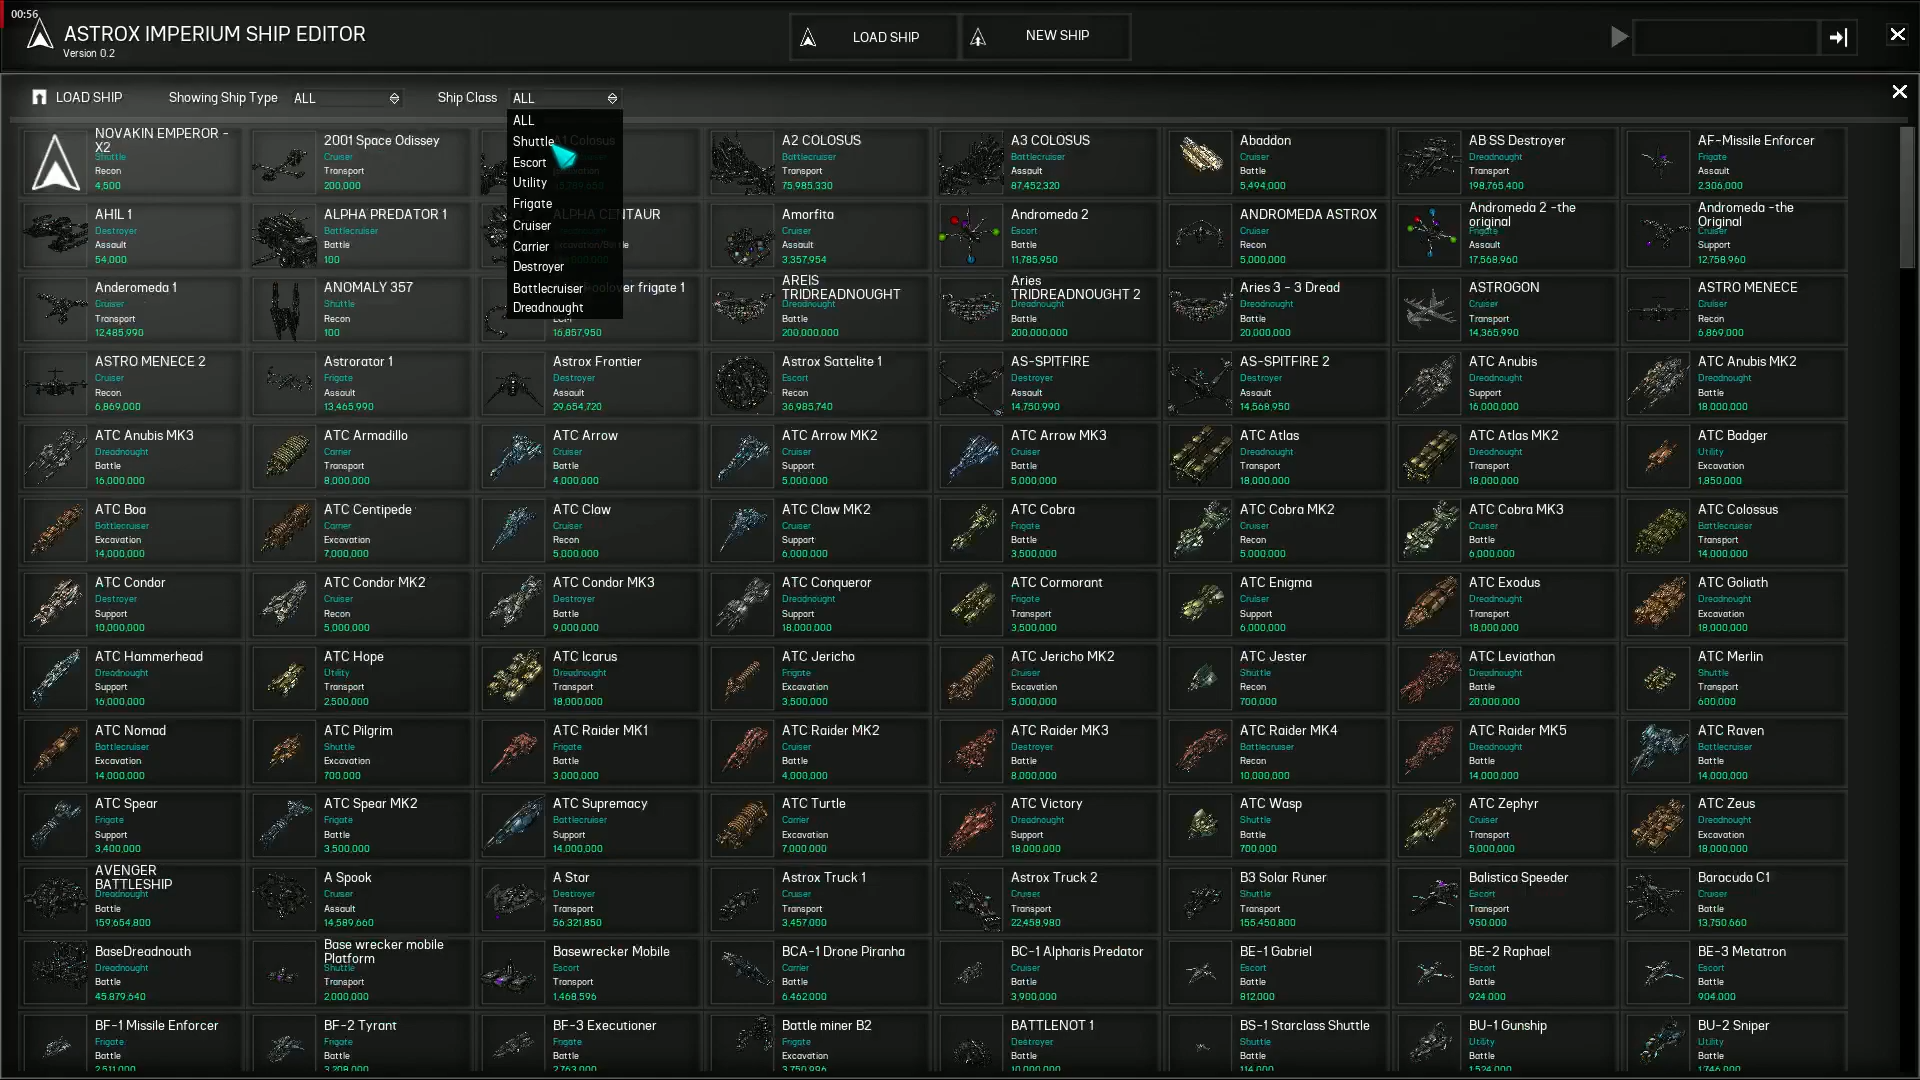 00:56
ASTROX IMPERIUM SHIP EDITOR
Version 0.2
LOAD SHIP
NEW SHIP
LOAD SHIP
Showing Ship Type ALL
Ship Class ALL
ALL
Shuttle
Escort
Utility
Frigate
Cruiser
Carrier
Destroyer
Battlecruiser
Dreadnought
NOVAKIN EMPEROR - X2
Shuttle
Recon
4,500
2001 Space Odissey
Cruiser
Transport
200,000
A1 Colosus
A2 COLOSUS
Battlecruiser
Transport
75,985,330
A3 COLOSUS
Battlecruiser
Assault
87,452,320
Abaddon
Cruiser
Battle
5,494,000
AB SS Destroyer
Dreadnought
Transport
198,765,400
AF-Missile Enforcer
Frigate
Assault
2,306,000
AHIL 1
Destroyer
Assault
54,000
ALPHA PREDATOR 1
Battlecruiser
Battle
100
ALPHA CENTAUR
Amorfita
Cruiser
Assault
3,357,954
Andromeda 2
Escort
Battle
11,785,950
ANDROMEDA ASTROX
Cruiser
Recon
5,000,000
Andromeda 2 -the original
Frigate
Assault
17,568,960
Andromeda -the Original
Cruiser
Support
12,758,960
Anderomeda 1
Cruiser
Transport
12,485,990
ANOMALY 357
Shuttle
Recon
100
frigate 1
16,857,950
AREIS TRIDREADNOUGHT
Dreadnought
Battle
200,000,000
Aries TRIDREADNOUGHT 2
Dreadnought
Battle
200,000,000
Aries 3 - 3 Dread
Dreadnought
Battle
20,000,000
ASTROGON
Cruiser
Transport
14,365,990
ASTRO MENECE
Cruiser
Recon
6,869,000
ASTRO MENECE 2
Cruiser
Recon
6,869,000
Astrorator 1
Frigate
Assault
13,465,990
Astrox Frontier
Destroyer
Assault
29,654,720
Astrox Sattelite 1
Escort
Recon
36,985,740
AS-SPITFIRE
Destroyer
Assault
14,750,990
AS-SPITFIRE 2
Destroyer
Assault
14,568,950
ATC Anubis
Dreadnought
Support
16,000,000
ATC Anubis MK2
Dreadnought
Battle
18,000,000
ATC Anubis MK3
Dreadnought
Battle
16,000,000
ATC Armadillo
Carrier
Transport
8,000,000
ATC Arrow
Cruiser
Battle
4,000,000
ATC Arrow MK2
Cruiser
Support
5,000,000
ATC Arrow MK3
Cruiser
Battle
5,000,000
ATC Atlas
Dreadnought
Transport
18,000,000
ATC Atlas MK2
Dreadnought
Transport
18,000,000
ATC Badger
Utility
Excavation
1,850,000
ATC Boa
Battlecruiser
Excavation
14,000,000
ATC Centipede
Carrier
Excavation
7,000,000
ATC Claw
Cruiser
Recon
5,000,000
ATC Claw MK2
Cruiser
Support
6,000,000
ATC Cobra
Frigate
Battle
3,500,000
ATC Cobra MK2
Cruiser
Recon
5,000,000
ATC Cobra MK3
Cruiser
Battle
6,000,000
ATC Colossus
Battlecruiser
Transport
14,000,000
ATC Condor
Destroyer
Support
10,000,000
ATC Condor MK2
Cruiser
Recon
5,000,000
ATC Condor MK3
Destroyer
Battle
9,000,000
ATC Conqueror
Dreadnought
Support
18,000,000
ATC Cormorant
Frigate
Transport
3,500,000
ATC Enigma
Cruiser
Support
6,000,000
ATC Exodus
Dreadnought
Transport
18,000,000
ATC Goliath
Dreadnought
Excavation
18,000,000
ATC Hammerhead
Dreadnought
Support
16,000,000
ATC Hope
Utility
Transport
2,500,000
ATC Icarus
Dreadnought
Transport
18,000,000
ATC Jericho
Frigate
Excavation
3,500,000
ATC Jericho MK2
Cruiser
Excavation
5,000,000
ATC Jester
Shuttle
Recon
700,000
ATC Leviathan
Dreadnought
Battle
20,000,000
ATC Merlin
Shuttle
Transport
600,000
ATC Nomad
Battlecruiser
Excavation
14,000,000
ATC Pilgrim
Shuttle
Excavation
700,000
ATC Raider MK1
Frigate
Battle
3,000,000
ATC Raider MK2
Cruiser
Battle
4,000,000
ATC Raider MK3
Destroyer
Battle
8,000,000
ATC Raider MK4
Battlecruiser
Recon
10,000,000
ATC Raider MK5
Dreadnought
Battle
14,000,000
ATC Raven
Battlecruiser
Battle
14,000,000
ATC Spear
Frigate
Support
3,400,000
ATC Spear MK2
Frigate
Battle
3,500,000
ATC Supremacy
Battlecruiser
Support
14,000,000
ATC Turtle
Carrier
Excavation
7,000,000
ATC Victory
Dreadnought
Support
18,000,000
ATC Wasp
Shuttle
Battle
700,000
ATC Zephyr
Cruiser
Transport
5,000,000
ATC Zeus
Dreadnought
Excavation
18,000,000
AVENGER BATTLESHIP
Dreadnought
Battle
159,654,800
A Spook
Cruiser
Assault
14,589,660
A Star
Destroyer
Transport
56,321,850
Astrox Truck 1
Cruiser
Transport
3,457,000
Astrox Truck 2
Cruiser
Transport
22,458,980
B3 Solar Runer
Shuttle
Transport
155,450,800
Balistica Speeder
Escort
Transport
950,000
Baracuda C1
Cruiser
Battle
13,750,660
BaseDreadnouth
Dreadnought
Battle
45,879,640
Base wrecker mobile Platform
Shuttle
Transport
2,000,000
Basewrecker Mobile
Escort
Transport
1,468,596
BCA-1 Drone Piranha
Carrier
Battle
6,462,000
BC-1 Alpharis Predator
Cruiser
Battle
3,900,000
BE-1 Gabriel
Escort
Battle
812,000
BE-2 Raphael
Escort
Battle
924,000
BE-3 Metatron
Escort
Battle
904,000
BF-1 Missile Enforcer
Frigate
Battle
2,511,000
BF-2 Tyrant
Frigate
Battle
3,208,000
BF-3 Executioner
Frigate
Battle
2,763,000
Battle miner B2
Frigate
Excavation
3,750,996
BATTLENOT 1
Destroyer
Battle
10,000,000
BS-1 Starclass Shuttle
Shuttle
Battle
114,000
BU-1 Gunship
Utility
Battle
1,524,000
BU-2 Sniper
Utility
Battle
1,746,000